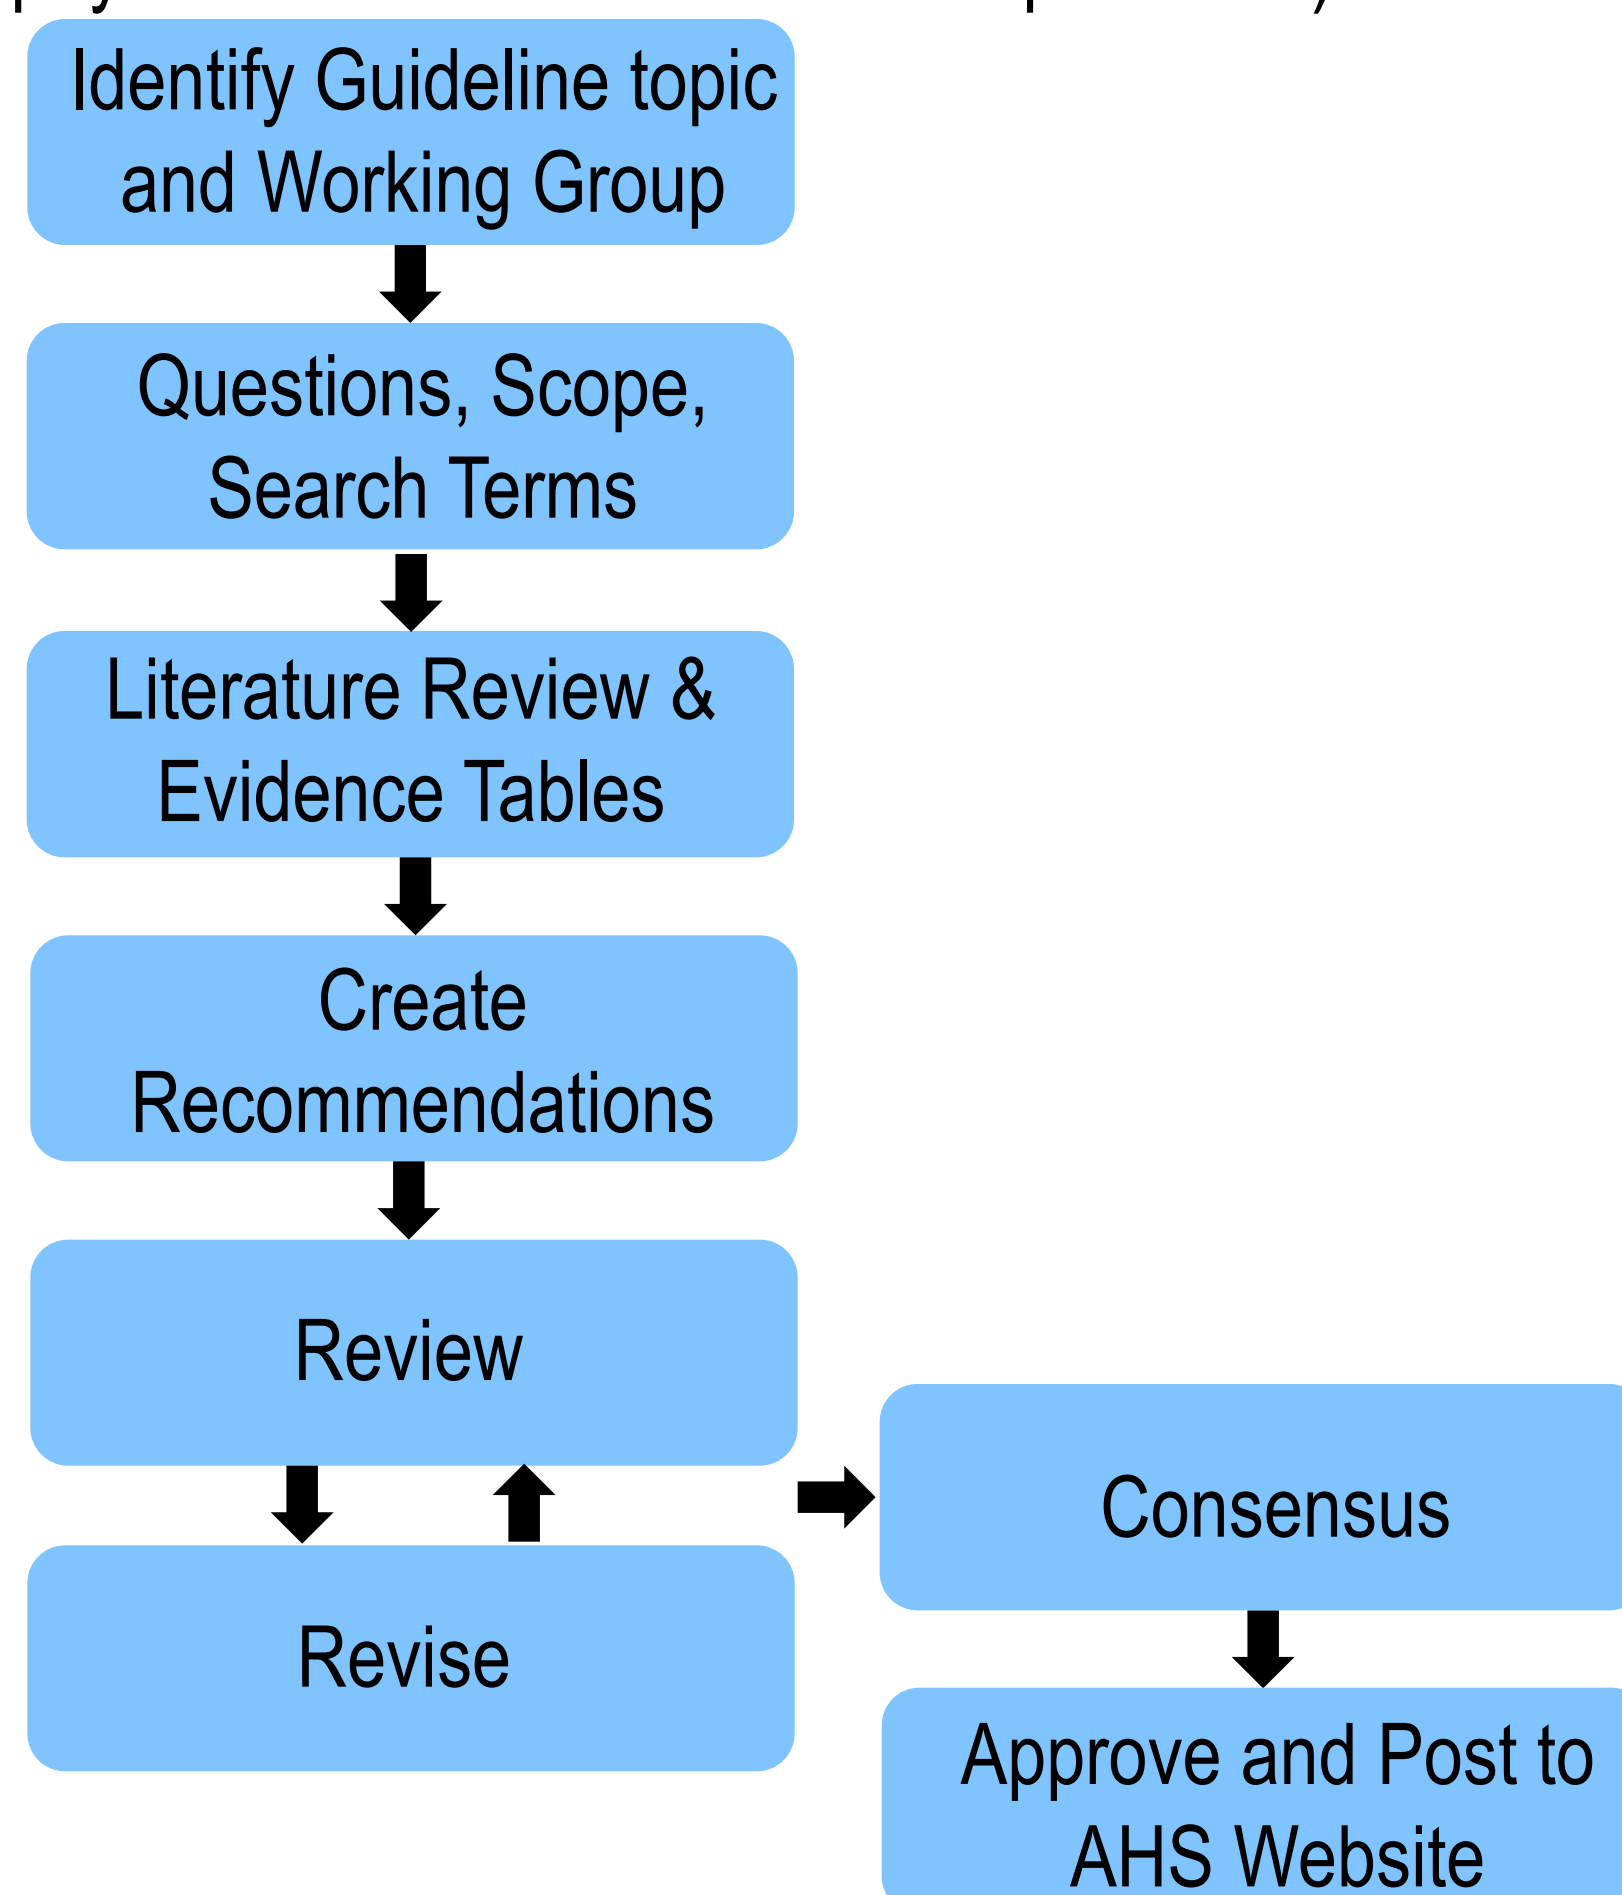 Identify Guideline topic
and Working Group
Questions, Scope,
Search Terms
Literature Review &
Evidence Tables
Create
Recommendations
Review
Revise
Consensus
Approve and Post to
AHS Website